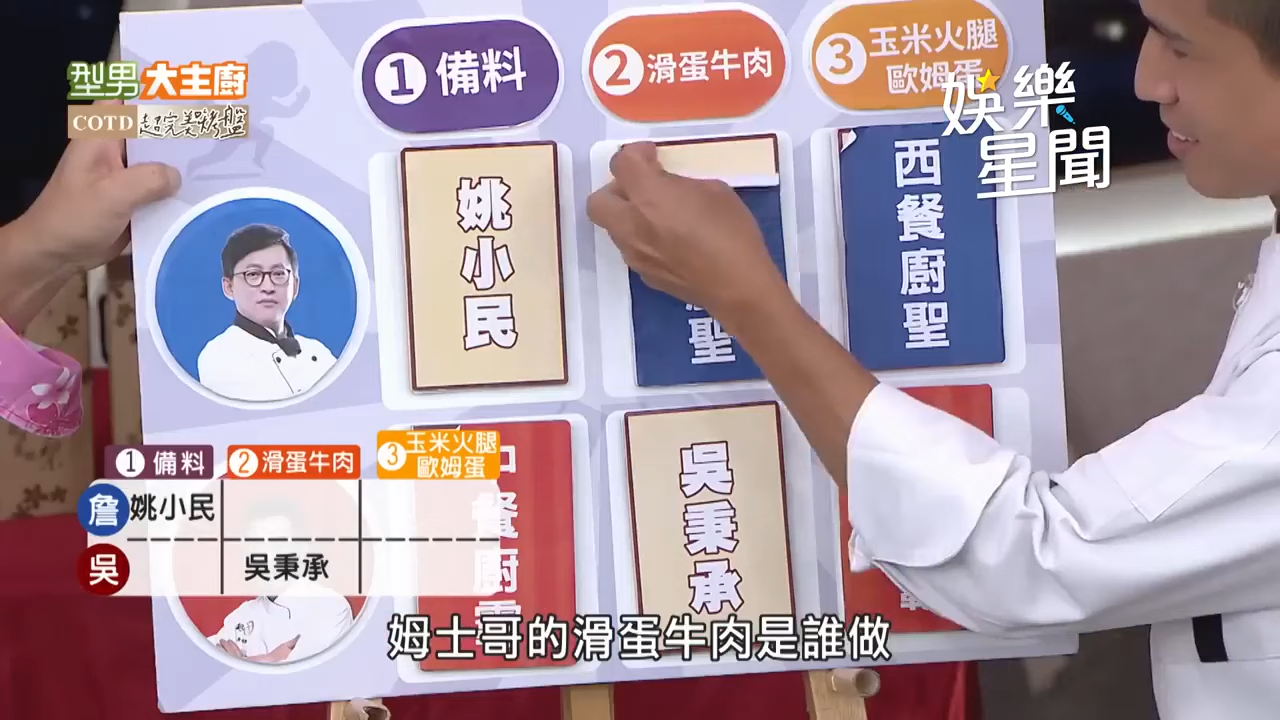 型男大主廚
COTD 超完美烤盤
娛樂
星聞
1 備料
2 滑蛋牛肉
3 玉米火腿
歐姆蛋
姚小民
聖
西餐廚聖
餐廚
吳秉承
1 備料
2 滑蛋牛肉
3 玉米火腿
歐姆蛋
詹 姚小民
吳 吳秉承
姆士哥的滑蛋牛肉是誰做